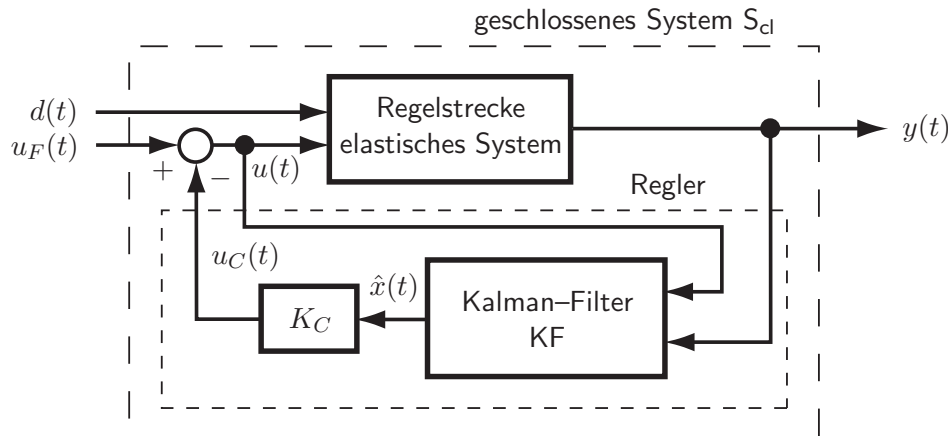 geschlossenes System S_cl
d(t)
u_F(t)
+
−
u(t)
Regelstrecke
elastisches System
y(t)
Regler
u_C(t)
K_C
x̂(t)
Kalman–Filter
KF